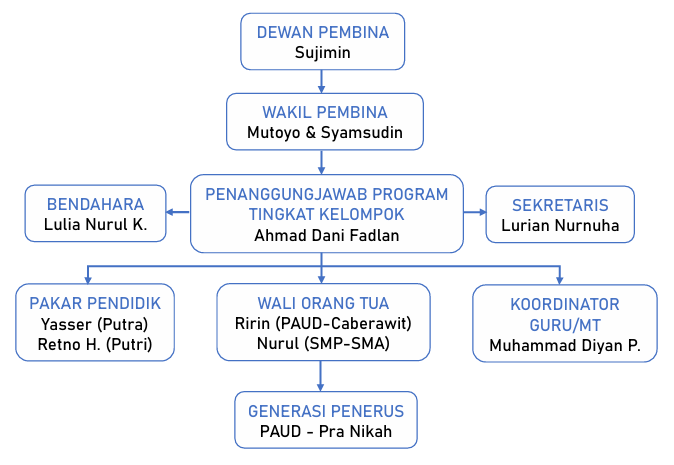 DEWAN PEMBINA
Sujimin
WAKIL PEMBINA
Mutoyo & Syamsudin
PENANGGUNGJAWAB PROGRAM
TINGKAT KELOMPOK
Ahmad Dani Fadlan
BENDAHARA
Lulia Nurul K.
SEKRETARIS
Lurian Nurnuha
PAKAR PENDIDIK
Yasser (Putra)
Retno H. (Putri)
WALI ORANG TUA
Ririn (PAUD-Caberawit)
Nurul (SMP-SMA)
KOORDINATOR
GURU/MT
Muhammad Diyan P.
GENERASI PENERUS
PAUD - Pra Nikah